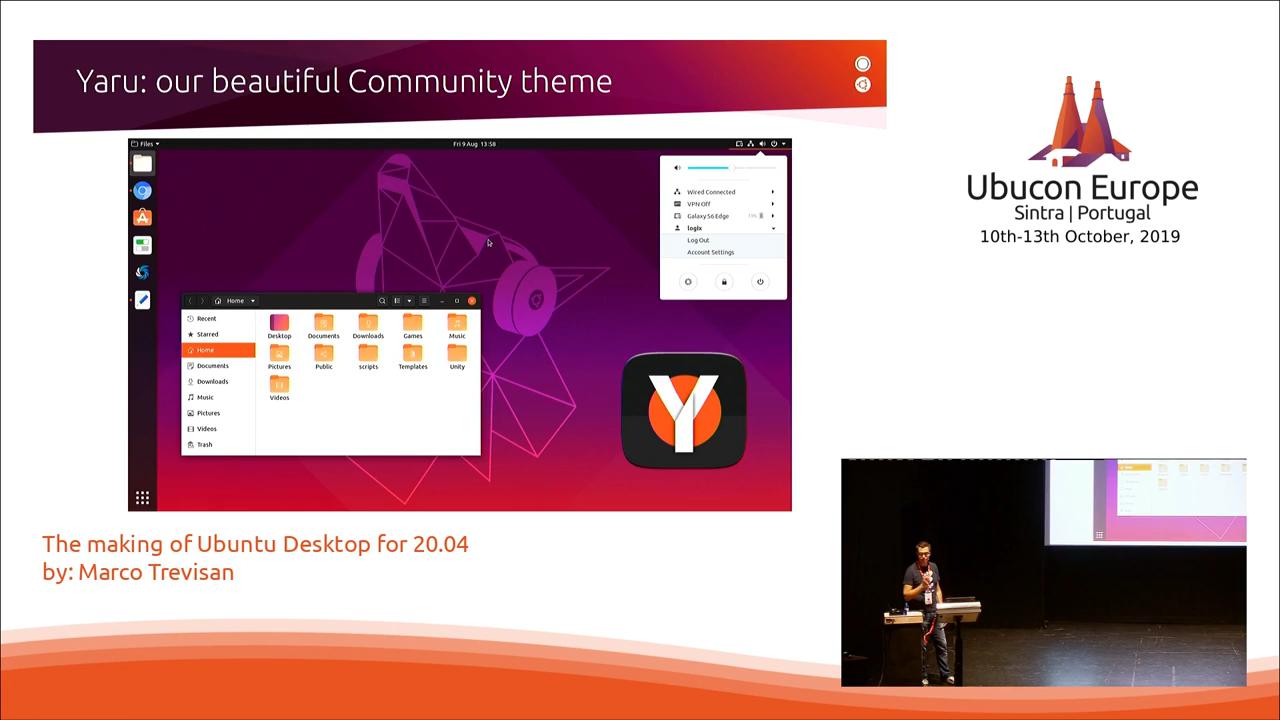 Yaru: our beautiful Community theme
Files
Fri 9 Aug 13:58
Wired Connected
VPN Off
Galaxy S6 Edge
logix
Log Out
Account Settings
Home
Recent
Starred
Home
Documents
Downloads
Music
Pictures
Videos
Trash
Desktop Documents Downloads Games Music
Pictures Public scripts Templates Unity
Videos
Y
Ubucon Europe
Sintra | Portugal
10th-13th October, 2019
The making of Ubuntu Desktop for 20.04
by: Marco Trevisan